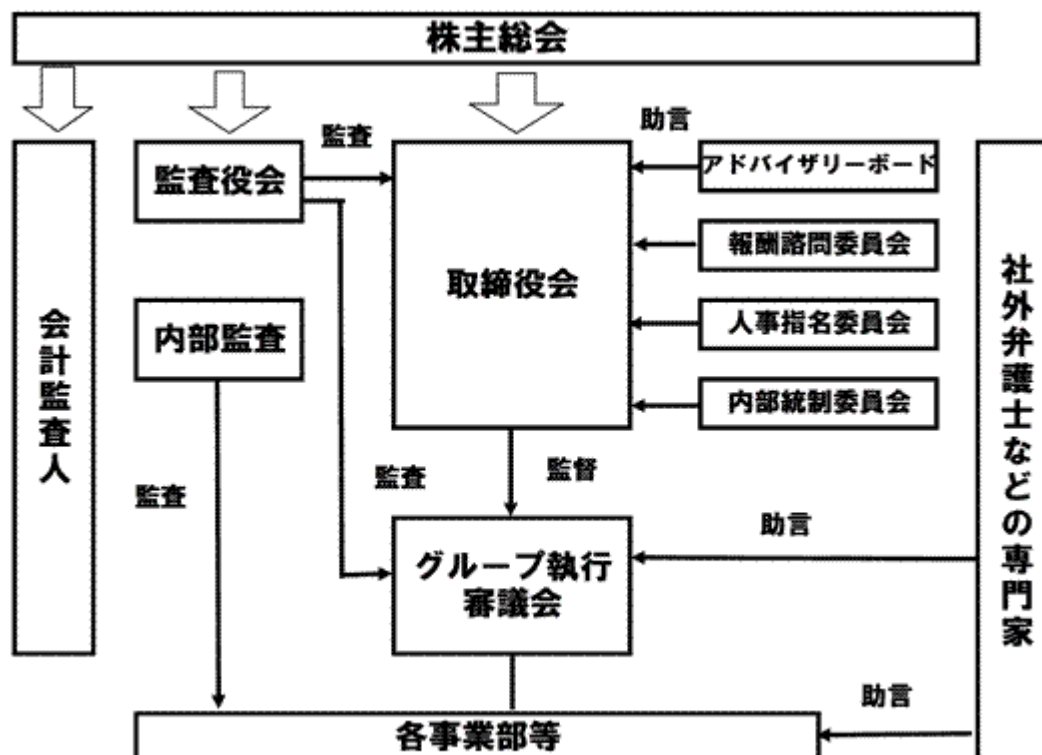 株主総会
監査
助言
監査役会
アドバイザリーボード
報酬諮問委員会
取締役会
内部監査
人事指名委員会
内部統制委員会
会計監査人
社外弁護士などの専門家
監査
監査
監督
助言
グループ執行
審議会
助言
各事業部等